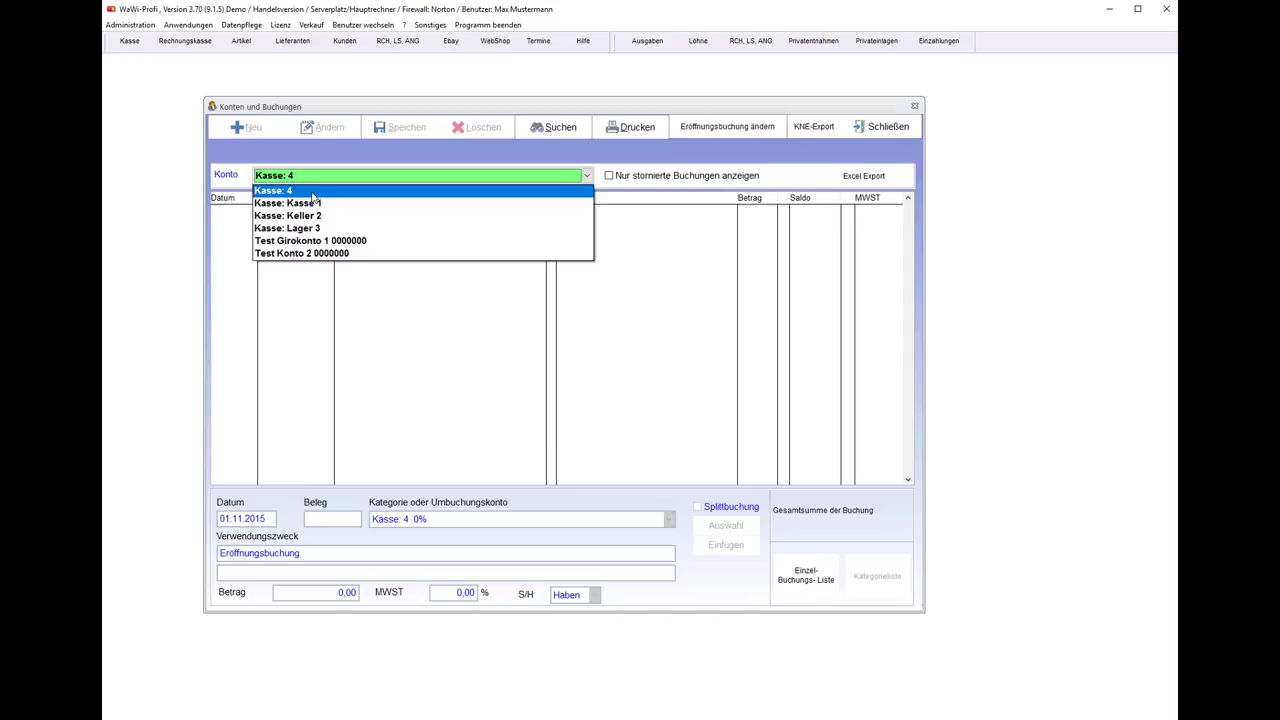 WaWi-Profi , Version 3.70 (9.1.5) Demo / Handelsversion / Serverplatz/Hauptrechner / Firewall: Norton / Benutzer: Max Mustermann
Administration Anwendungen Datenpflege Lizenz Verkauf Benutzer wechseln ? Sonstiges Programm beenden
Kasse Rechnungskasse Artikel Lieferanten Kunden RCH, LS, ANG Ebay WebShop Termine Hilfe Ausgaben Löhne RCH, LS, ANG Privatentnahmen Privateinlagen Einzahlungen
Konten und Buchungen
Neu Ändern Speichen Löschen Suchen Drucken Eröffnungsbuchung ändern KNE-Export Schließen
Konto Kasse: 4 Nur stornierte Buchungen anzeigen Excel Export
Kasse: 4
Datum Betrag Saldo MWST
Kasse: Kasse 1
Kasse: Keller 2
Kasse: Lager 3
Test Girokonto 1 0000000
Test Konto 2 0000000
Datum Beleg Kategorie oder Umbuchungskonto Splittbuchung Gesamtsumme der Buchung
01.11.2015 Kasse: 4 0% Auswahl
Verwendungszweck Einfügen
Eröffnungsbuchung
Einzel-
Buchungs- Liste Kategorieliste
Betrag 0,00 MWST 0,00 % S/H Haben